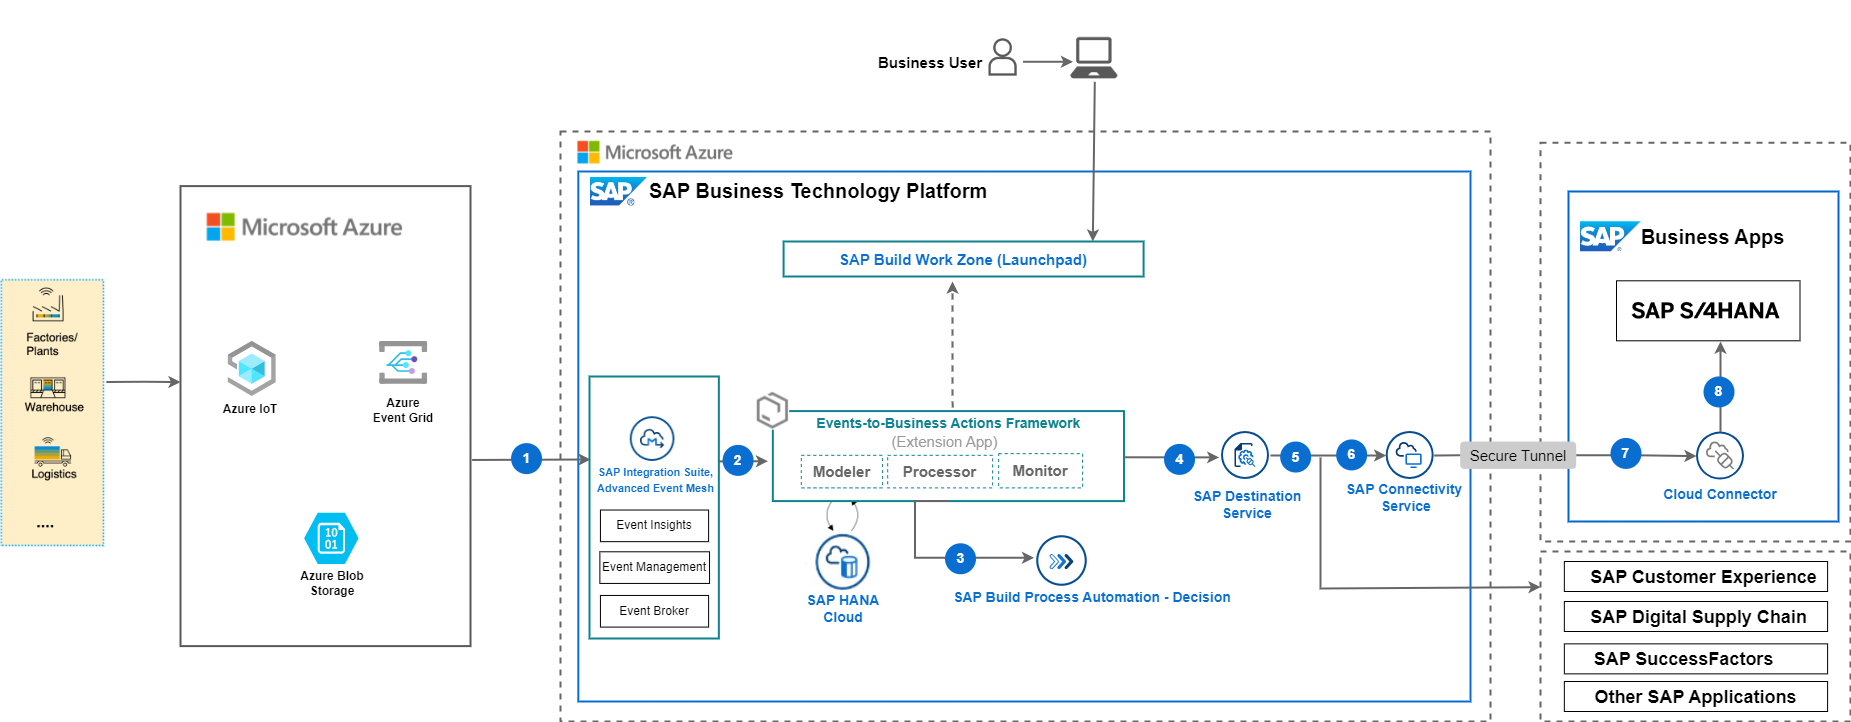 Business User
Microsoft Azure
SAP
®
SAP Business Technology Platform
SAP Build Work Zone (Launchpad)
Microsoft Azure
Factories/
Plants
Warehouse
Logistics
....
Azure IoT
Azure
Event Grid
10
01
Azure Blob
Storage
1
SAP Integration Suite,
Advanced Event Mesh
Event Insights
Event Management
Event Broker
2
Events-to-Business Actions Framework
(Extension App)
Modeler
Processor
Monitor
SAP HANA
Cloud
3
SAP Build Process Automation - Decision
4
SAP Destination
Service
5
6
SAP Connectivity
Service
Secure Tunnel
7
SAP
®
Business Apps
SAP S/4HANA
8
Cloud Connector
SAP Customer Experience
SAP Digital Supply Chain
SAP SuccessFactors
Other SAP Applications